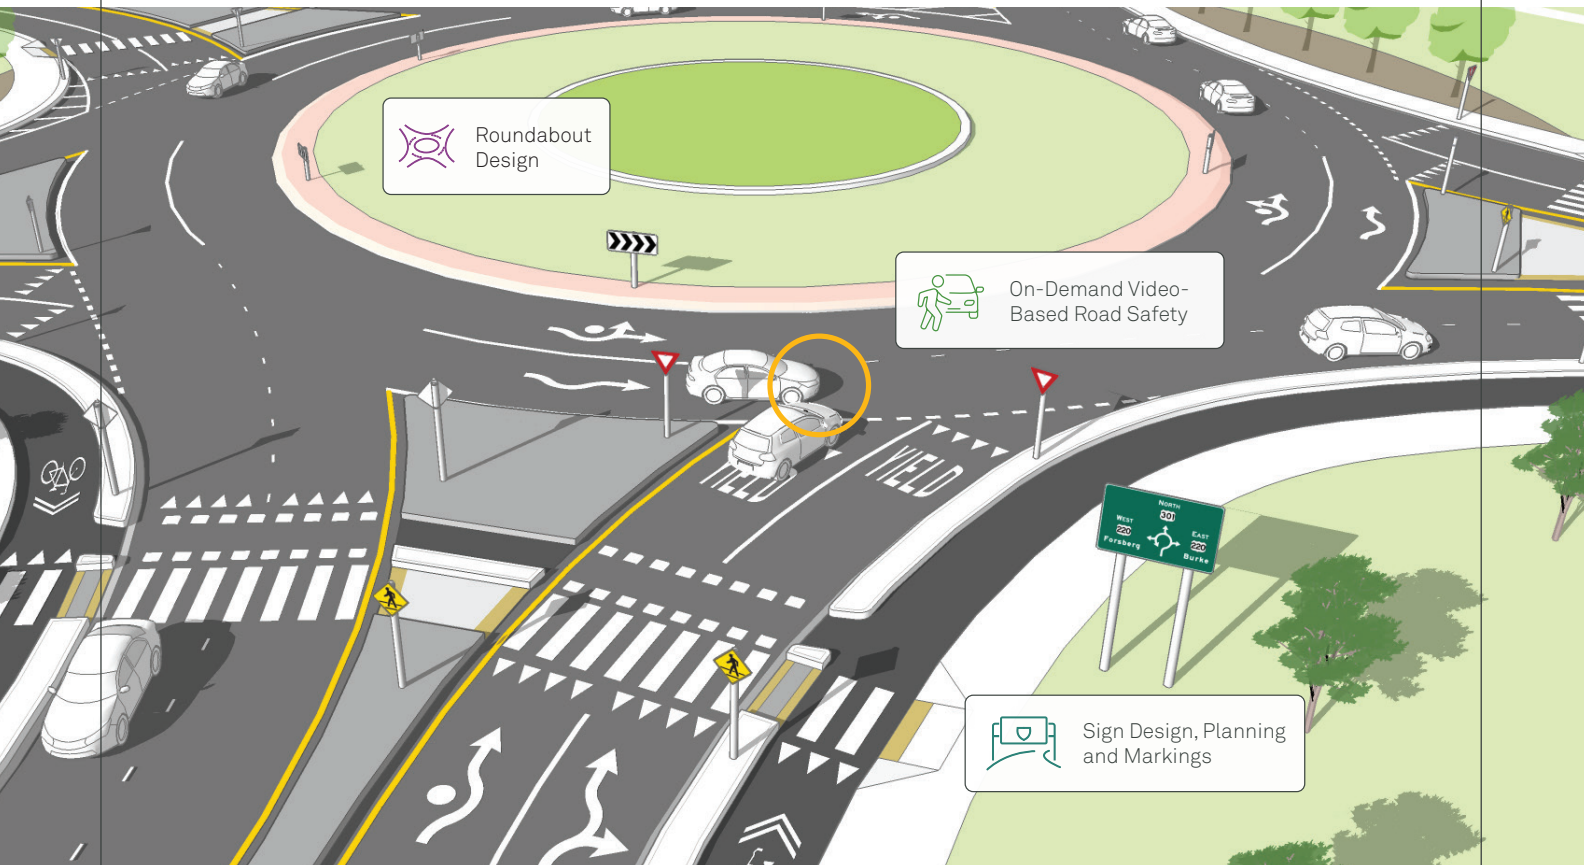 Roundabout
Design
On-Demand Video-
Based Road Safety
YIELD
YIELD
NORTH
301
WEST
220
Forsberg
EAST
220
Burke
Sign Design, Planning
and Markings